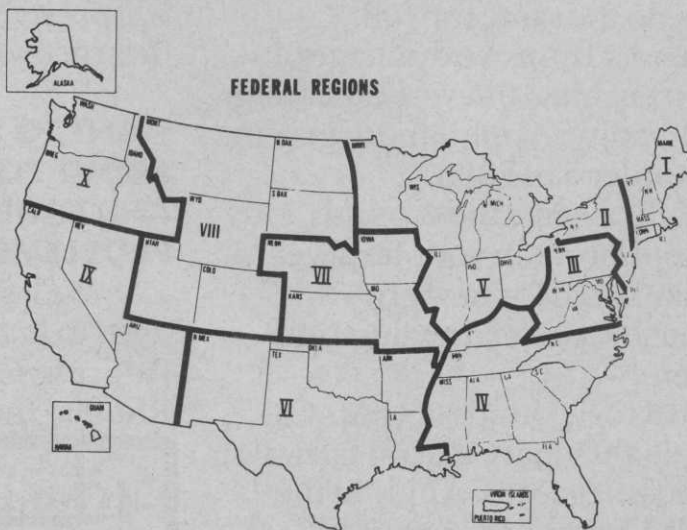 ALASKA
FEDERAL REGIONS
WASH
MONT
N DAK
MINN
MAINE
I
VT
N H
OREG
IDAHO
X
S DAK
WIS
MICH
II
MASS
N Y
CONN
R I
WYO
VIII
CALIF
NEV
UTAH
NEBR
IOWA
ILL
IND
OHIO
PENN
III
IX
COLO
VII
V
W VA
VA
KANS
MO
KY
N C
ARIZ
N MEX
OKLA
TEX
ARK
TENN
S C
MISS
ALA
GA
VI
IV
LA
FLA
GUAM
HAWAII
VIRGIN ISLANDS
PUERTO RICO